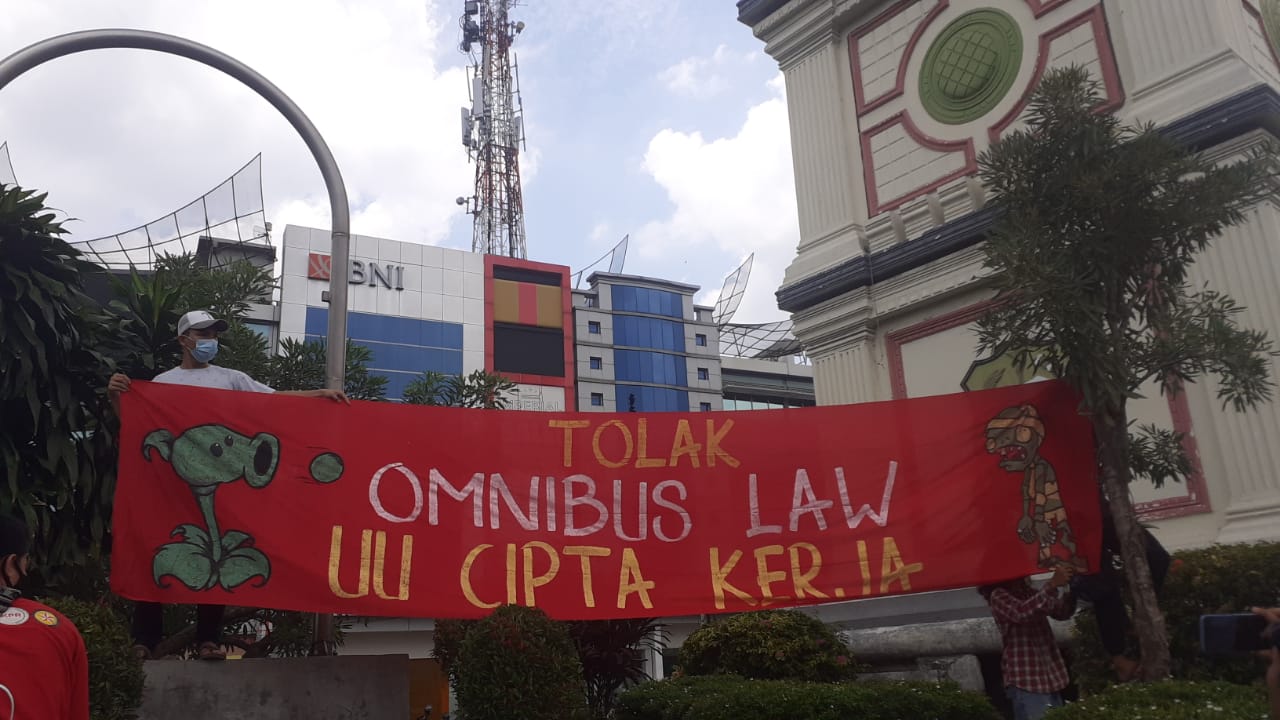 BNI
TOLAK
OMNIBUS LAW
UU CIPTA KERJA